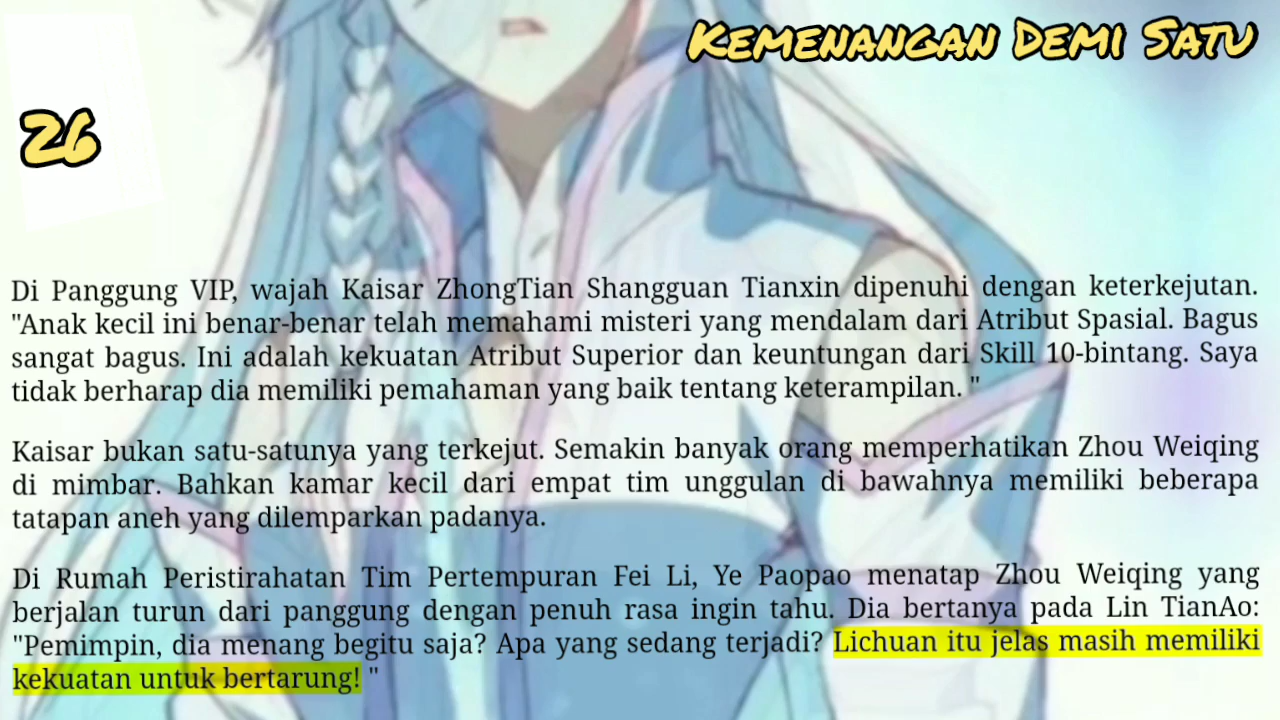 Kemenangan Demi Satu
26
Di Panggung VIP, wajah Kaisar ZhongTian Shangguan Tianxin dipenuhi dengan keterkejutan.
"Anak kecil ini benar-benar telah memahami misteri yang mendalam dari Atribut Spasial. Bagus
sangat bagus. Ini adalah kekuatan Atribut Superior dan keuntungan dari Skill 10-bintang. Saya
tidak berharap dia memiliki pemahaman yang baik tentang keterampilan. "
Kaisar bukan satu-satunya yang terkejut. Semakin banyak orang memperhatikan Zhou Weiqing
di mimbar. Bahkan kamar kecil dari empat tim unggulan di bawahnya memiliki beberapa
tatapan aneh yang dilemparkan padanya.
Di Rumah Peristirahatan Tim Pertempuran Fei Li, Ye Paopao menatap Zhou Weiqing yang
berjalan turun dari panggung dengan penuh rasa ingin tahu. Dia bertanya pada Lin TianAo:
"Pemimpin, dia menang begitu saja? Apa yang sedang terjadi? Lichuan itu jelas masih memiliki
kekuatan untuk bertarung! "